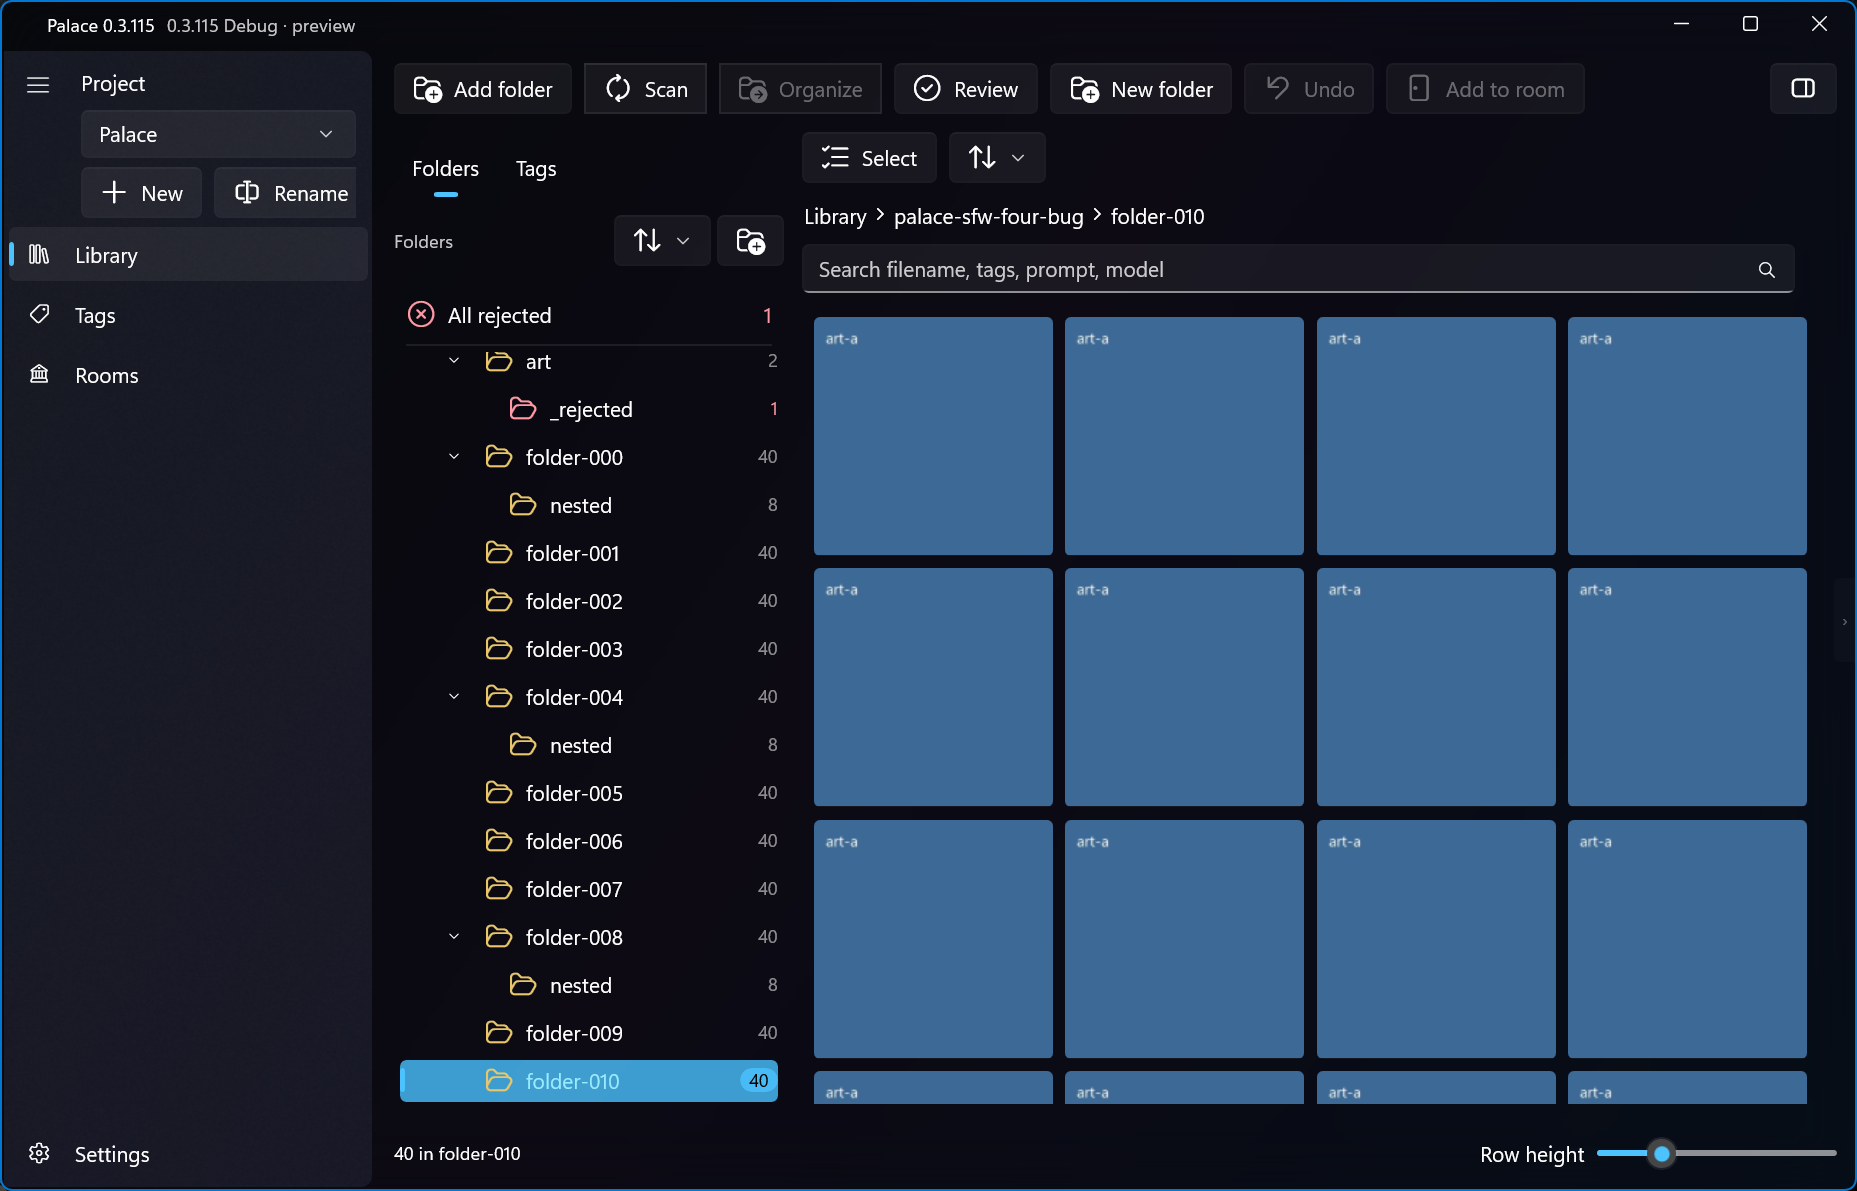 Palace 0.3.115 0.3.115 Debug · preview
Project
Palace
New
Rename
Library
Tags
Rooms
Settings
Add folder
Scan
Organize
Review
New folder
Undo
Add to room
Folders
Tags
Folders
All rejected 1
art 2
_rejected 1
folder-000 40
nested 8
folder-001 40
folder-002 40
folder-003 40
folder-004 40
nested 8
folder-005 40
folder-006 40
folder-007 40
folder-008 40
nested 8
folder-009 40
folder-010 40
40 in folder-010
Select
Library > palace-sfw-four-bug > folder-010
Search filename, tags, prompt, model
art-a art-a art-a art-a
art-a art-a art-a art-a
art-a art-a art-a art-a
art-a art-a art-a art-a
Row height